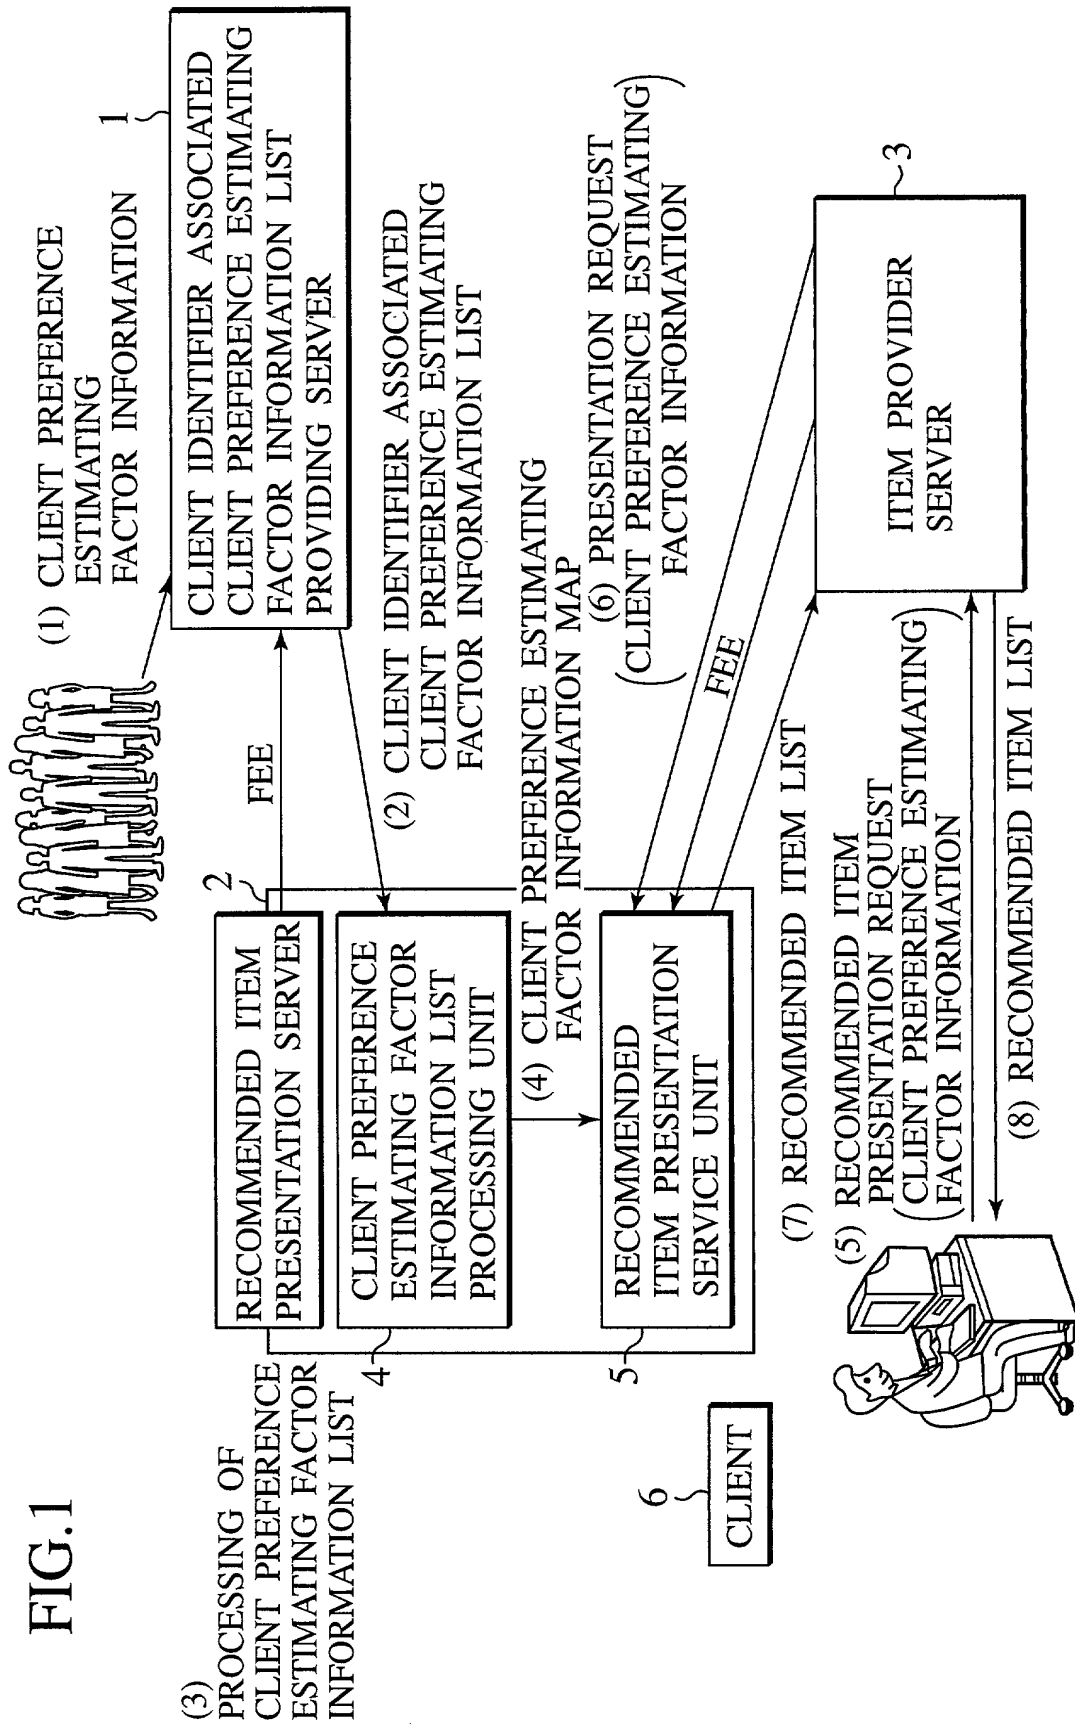 FIG.1
(1) CLIENT PREFERENCE
ESTIMATING
FACTOR INFORMATION
1
CLIENT IDENTIFIER ASSOCIATED
CLIENT PREFERENCE ESTIMATING
FACTOR INFORMATION LIST
PROVIDING SERVER
FEE
(2) CLIENT IDENTIFIER ASSOCIATED
CLIENT PREFERENCE ESTIMATING
FACTOR INFORMATION LIST
2
RECOMMENDED ITEM
PRESENTATION SERVER
(3)
PROCESSING OF
CLIENT PREFERENCE
ESTIMATING FACTOR
INFORMATION LIST
CLIENT PREFERENCE
ESTIMATING FACTOR
INFORMATION LIST
PROCESSING UNIT
4
(4) CLIENT PREFERENCE ESTIMATING
FACTOR INFORMATION MAP
RECOMMENDED
ITEM PRESENTATION
SERVICE UNIT
5
(6) PRESENTATION REQUEST
(CLIENT PREFERENCE ESTIMATING
FACTOR INFORMATION)
FEE
(7) RECOMMENDED ITEM LIST
3
ITEM PROVIDER
SERVER
6
CLIENT
(5) RECOMMENDED ITEM
PRESENTATION REQUEST
(CLIENT PREFERENCE ESTIMATING
FACTOR INFORMATION)
(8) RECOMMENDED ITEM LIST